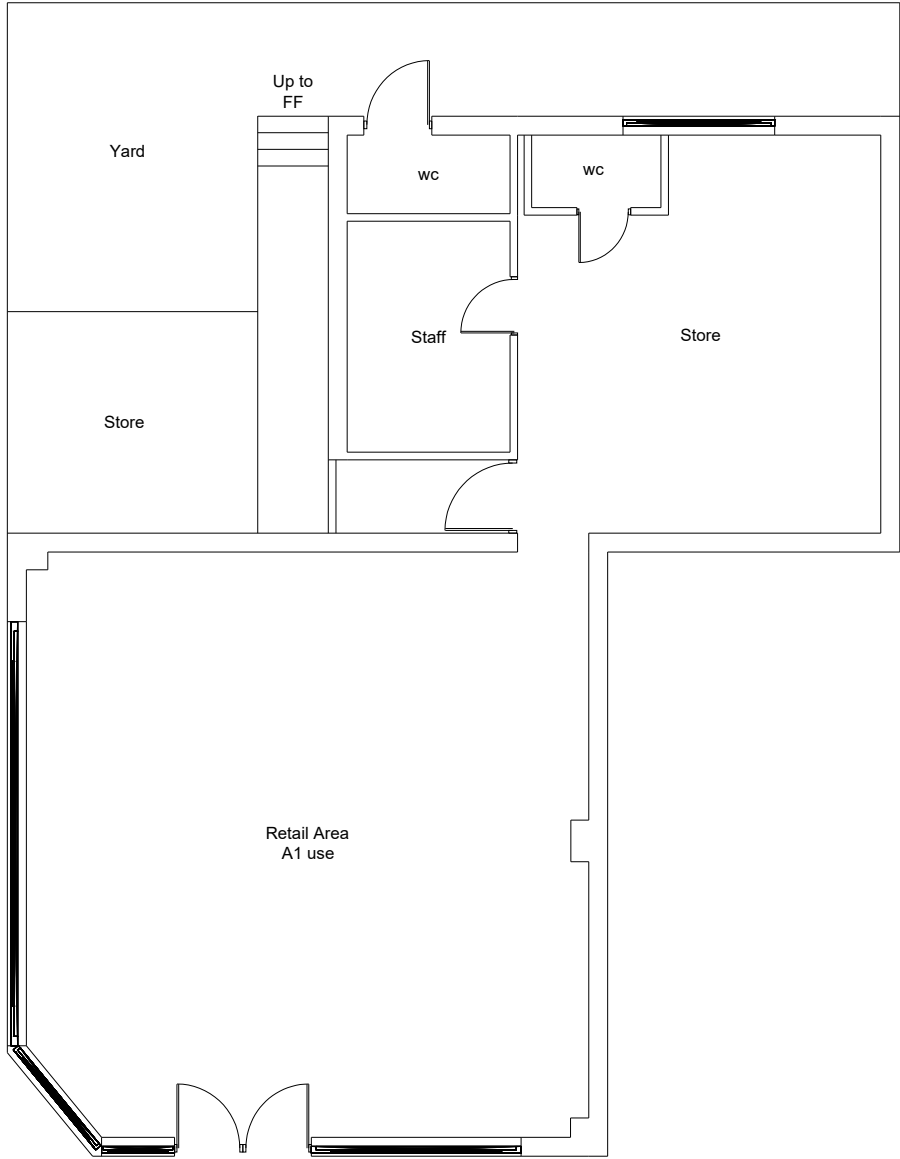 Up to
FF
Yard
wc
wc
Staff
Store
Store
Retail Area
A1 use